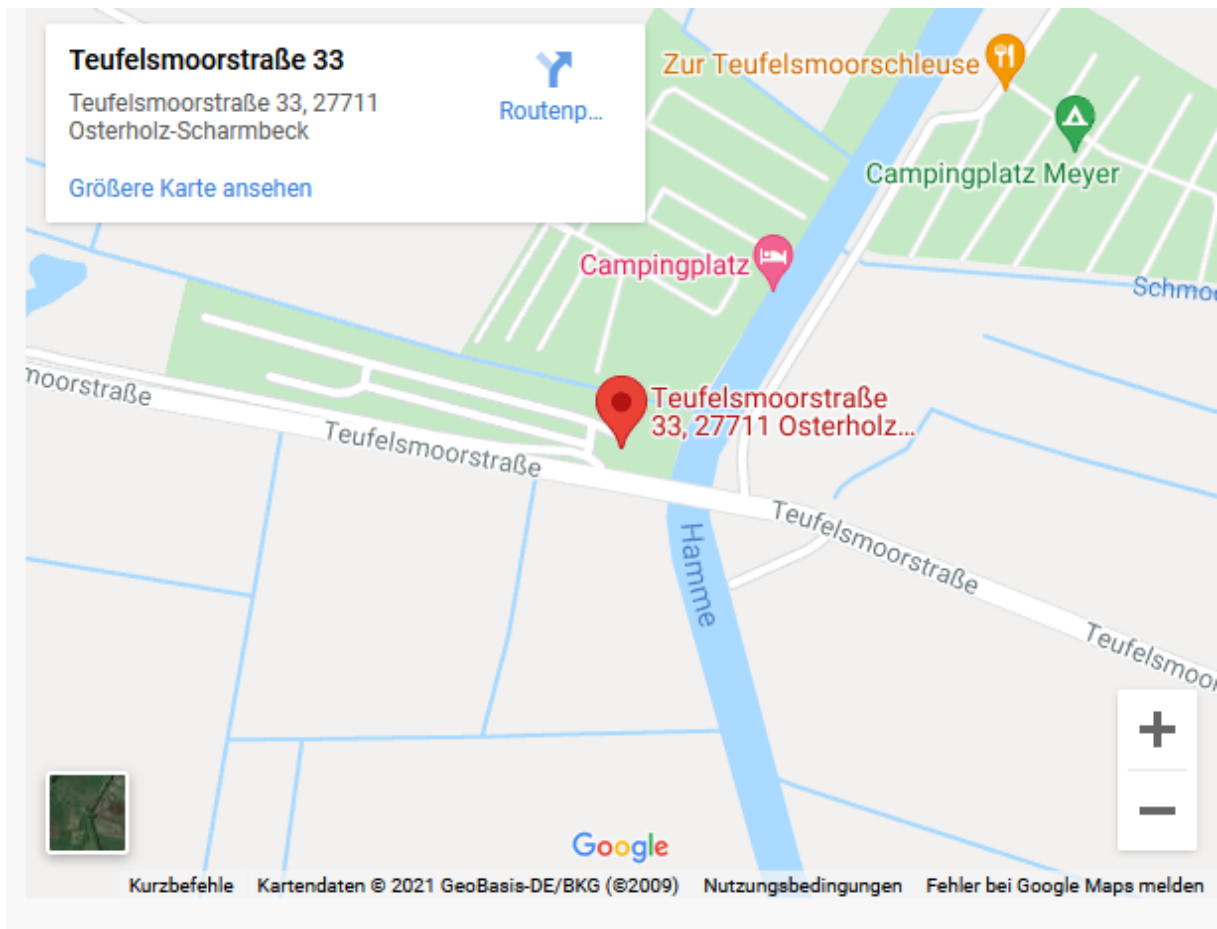 Teufelsmoorstraße 33
Teufelsmoorstraße 33, 27711
Osterholz-Scharmbeck
Routenp...
Größere Karte ansehen
Zur Teufelsmoorschleuse
Campingplatz Meyer
Campingplatz
Schmoo
moorstraße
Teufelsmoorstraße
33, 27711 Osterholz...
Teufelsmoorstraße
Teufelsmoorstraße
Hamme
Teufelsmoor
Google
Kurzbefehle Kartendaten © 2021 GeoBasis-DE/BKG (©2009) Nutzungsbedingungen Fehler bei Google Maps melden